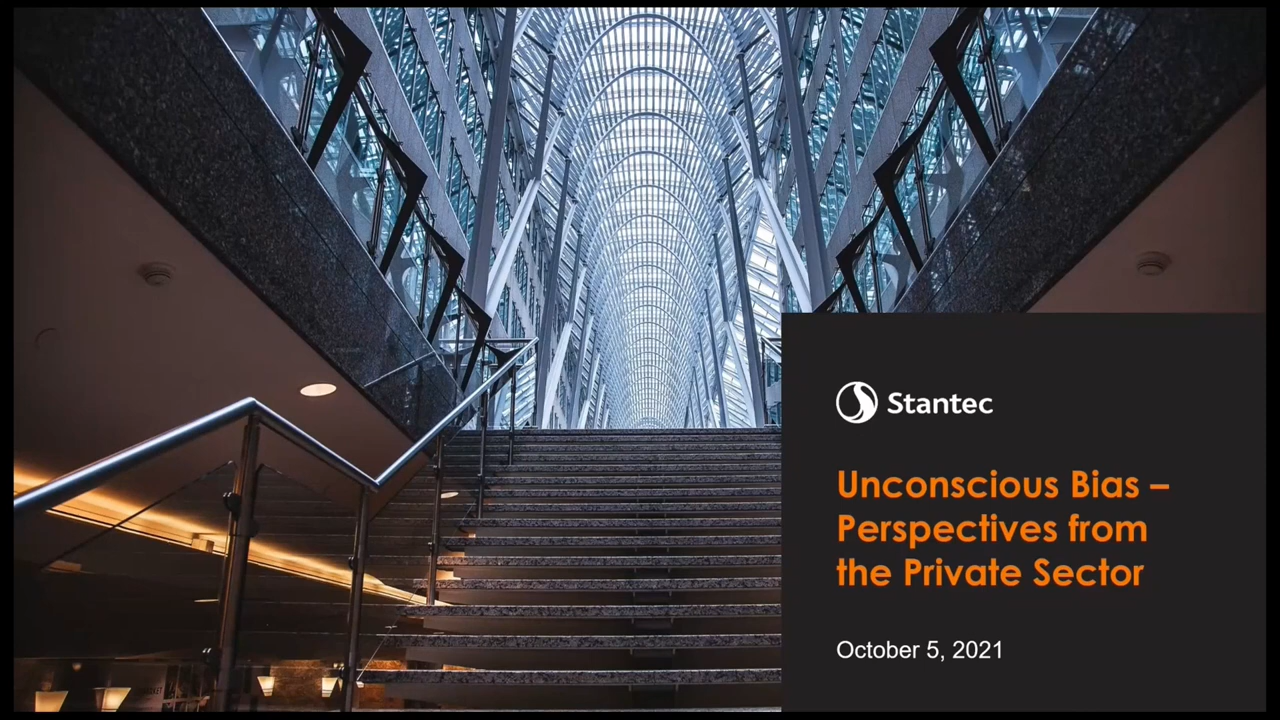 Stantec
Unconscious Bias –
Perspectives from
the Private Sector
October 5, 2021